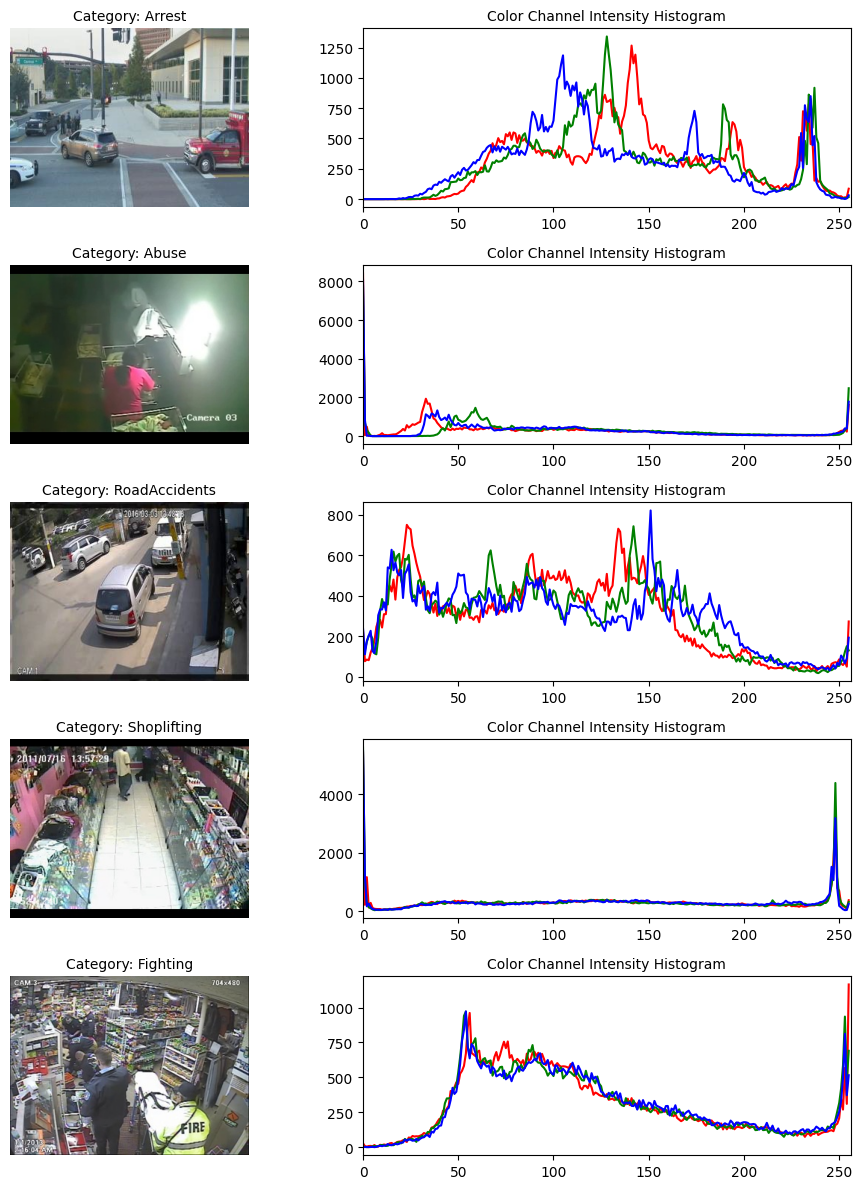 Category: Arrest
Color Channel Intensity Histogram
1250
1000
750
500
250
0
0 50 100 150 200 250
Category: Abuse
Color Channel Intensity Histogram
Camera 03
8000
6000
4000
2000
0
0 50 100 150 200 250
Category: RoadAccidents
Color Channel Intensity Histogram
CAM 1
800
600
400
200
0
0 50 100 150 200 250
Category: Shoplifting
Color Channel Intensity Histogram
2011/07/16 13:57:29
4000
2000
0
0 50 100 150 200 250
Category: Fighting
Color Channel Intensity Histogram
CAM 3
704x480
FIRE
1000
750
500
250
0
0 50 100 150 200 250